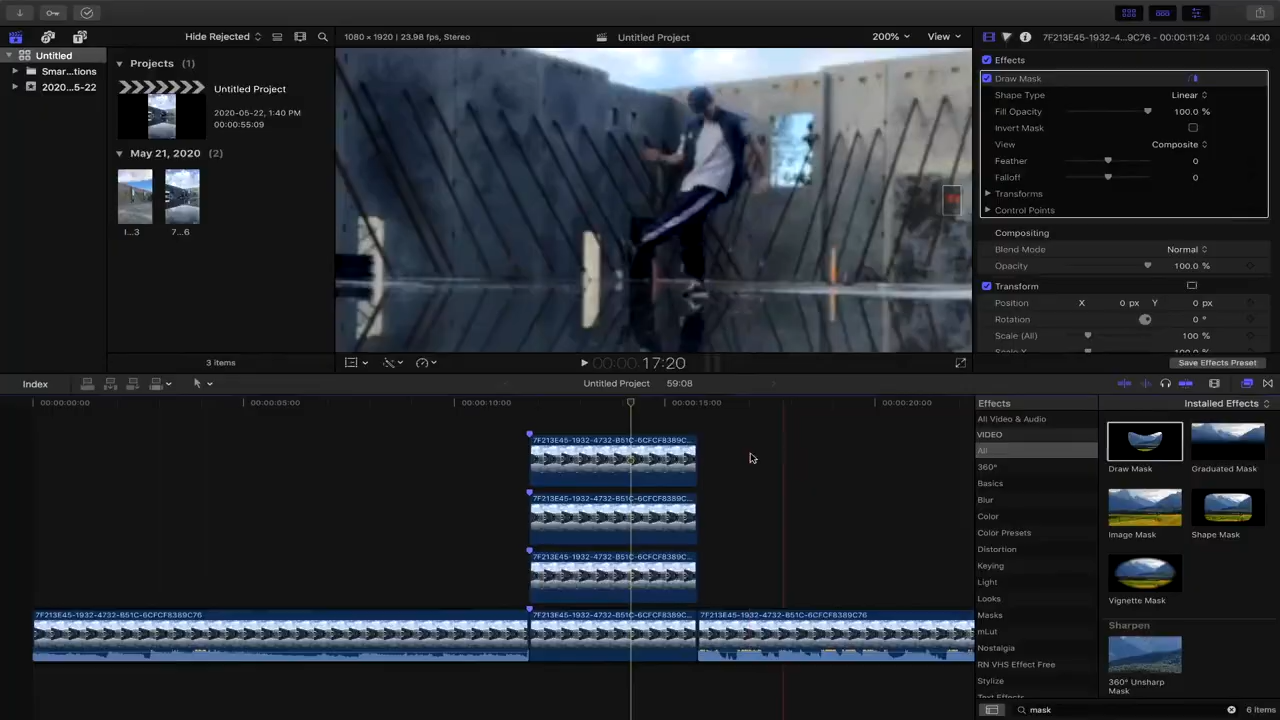 Hide Rejected
1080 × 1920 | 23.98 fps, Stereo
Untitled Project
200%
View
7F213E45-1932-4...9C76 - 00:00:11:24
4:00
Untitled
Smar...tions
2020...5-22
Projects (1)
Untitled Project
2020-05-22, 1:40 PM
00:00:55:09
May 21, 2020 (2)
I...3
7...6
3 items
Effects
Draw Mask
Shape Type
Linear
Fill Opacity
100.0 %
Invert Mask
View
Composite
Feather
0
Falloff
0
Transforms
Control Points
Compositing
Blend Mode
Normal
Opacity
100.0 %
Transform
Position
X
0 px
Y
0 px
Rotation
0 °
Scale (All)
100 %
Save Effects Preset
00:00:17:20
Index
Untitled Project
59:08
00:00:00:00
00:00:05:00
00:00:10:00
00:00:15:00
00:00:20:00
7F213E45-1932-4732-B51C-6CFCF8389C...
7F213E45-1932-4732-B51C-6CFCF8389C...
7F213E45-1932-4732-B51C-6CFCF8389C...
7F213E45-1932-4732-B51C-6CFCF8389C76
7F213E45-1932-4732-B51C-6CFCF8389C...
7F213E45-1932-4732-B51C-6CFCF8389C76
Effects
Installed Effects
All Video & Audio
VIDEO
All
360°
Basics
Blur
Color
Color Presets
Distortion
Keying
Light
Looks
Masks
mLut
Nostalgia
RN VHS Effect Free
Stylize
Text Effects
Draw Mask
Graduated Mask
Image Mask
Shape Mask
Vignette Mask
Sharpen
360° Unsharp
Mask
mask
6 items